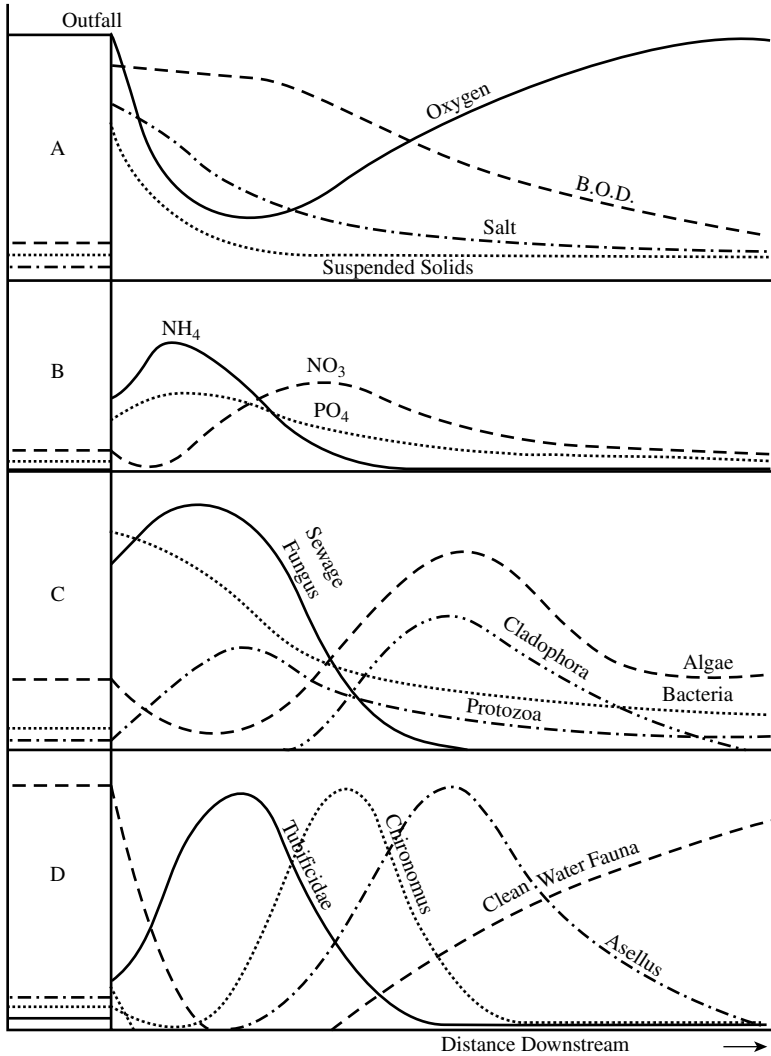 Outfall
A
Oxygen
B.O.D.
Salt
Suspended Solids
B
NH4
NO3
PO4
C
Sewage
Fungus
Cladophora
Algae
Bacteria
Protozoa
D
Tubificidae
Chironomus
Clean Water Fauna
Asellus
Distance Downstream